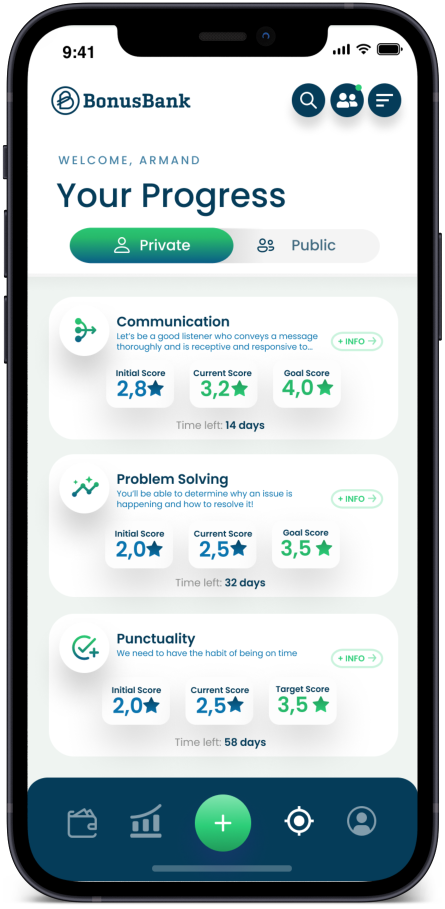 9:41
BonusBank
WELCOME, ARMAND
Your Progress
Private
Public
Communication
Let's be a good listener who conveys a message
thoroughly and is receptive and responsive to...
+ INFO →
Initial Score
Current Score
Goal Score
2,8★
3,2★
4,0★
Time left: 14 days
Problem Solving
You'll be able to determine why an issue is
happening and how to resolve it!
+ INFO →
Initial Score
Current Score
Goal Score
2,0★
2,5★
3,5★
Time left: 32 days
Punctuality
We need to have the habit of being on time
+ INFO →
Initial Score
Current Score
Target Score
2,0★
2,5★
3,5★
Time left: 58 days